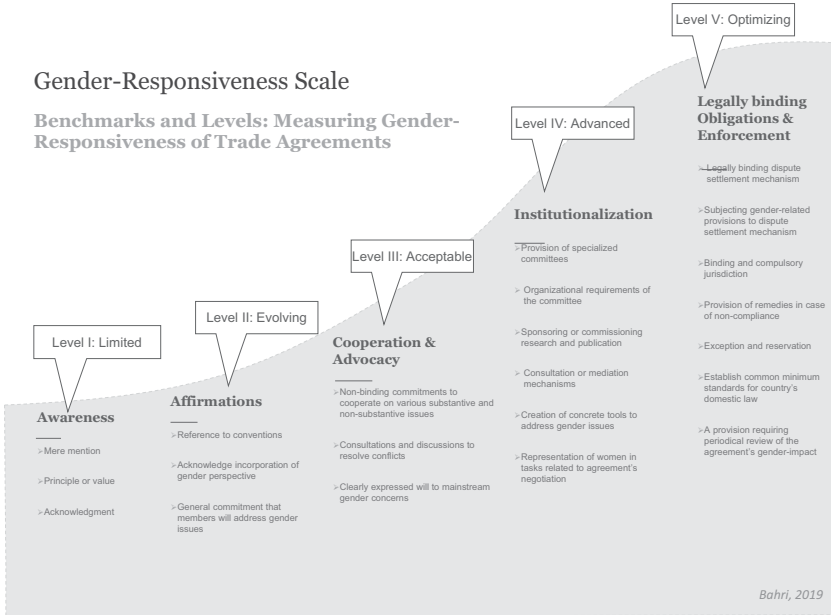 Gender-Responsiveness Scale
Benchmarks and Levels: Measuring Gender-
Responsiveness of Trade Agreements
Level I: Limited
Awareness
➢Mere mention
➢Principle or value
➢Acknowledgment
Level II: Evolving
Affirmations
➢Reference to conventions
➢Acknowledge incorporation of
gender perspective
➢General commitment that
members will address gender
issues
Level III: Acceptable
Cooperation &
Advocacy
➢Non-binding commitments to
cooperate on various substantive and
non-substantive issues
➢Consultations and discussions to
resolve conflicts
➢Clearly expressed will to mainstream
gender concerns
Level IV: Advanced
Institutionalization
➢Provision of specialized
committees
➢ Organizational requirements of
the committee
➢Sponsoring or commissioning
research and publication
➢ Consultation or mediation
mechanisms
➢Creation of concrete tools to
address gender issues
➢Representation of women in
tasks related to agreement's
negotiation
Level V: Optimizing
Legally binding
Obligations &
Enforcement
➢ Legally binding dispute
settlement mechanism
➢Subjecting gender-related
provisions to dispute
settlement mechanism
➢Binding and compulsory
jurisdiction
➢Provision of remedies in case
of non-compliance
➢Exception and reservation
➢Establish common minimum
standards for country's
domestic law
➢A provision requiring
periodical review of the
agreement's gender-impact
Bahri, 2019